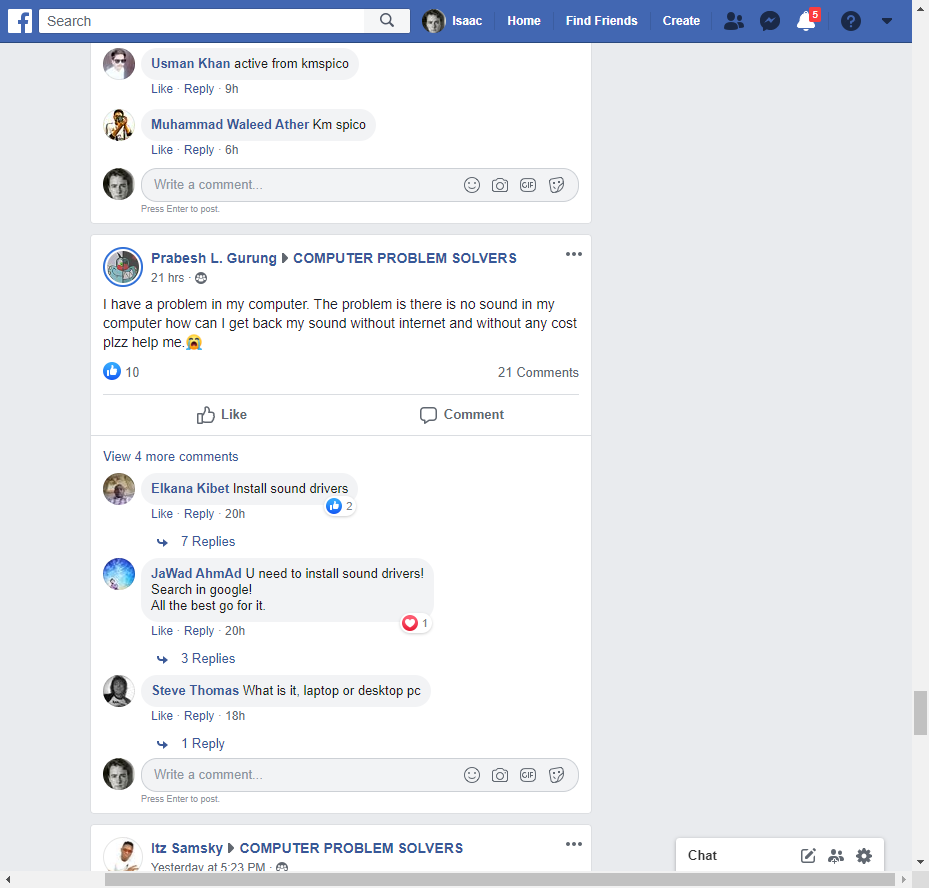 Search
Isaac
Home
Find Friends
Create
5
Usman Khan active from kmspico
Like · Reply · 9h
Muhammad Waleed Ather Km spico
Like · Reply · 6h
Write a comment...
GIF
Press Enter to post.
Prabesh L. Gurung COMPUTER PROBLEM SOLVERS
21 hrs ·
I have a problem in my computer. The problem is there is no sound in my
computer how can I get back my sound without internet and without any cost
plzz help me.😭
10
21 Comments
Like
Comment
View 4 more comments
Elkana Kibet Install sound drivers
2
Like · Reply · 20h
7 Replies
JaWad AhmAd U need to install sound drivers!
Search in google!
All the best go for it.
1
Like · Reply · 20h
3 Replies
Steve Thomas What is it, laptop or desktop pc
Like · Reply · 18h
1 Reply
Write a comment...
GIF
Press Enter to post.
Itz Samsky COMPUTER PROBLEM SOLVERS
Yesterday at 5:23 PM ·
Chat